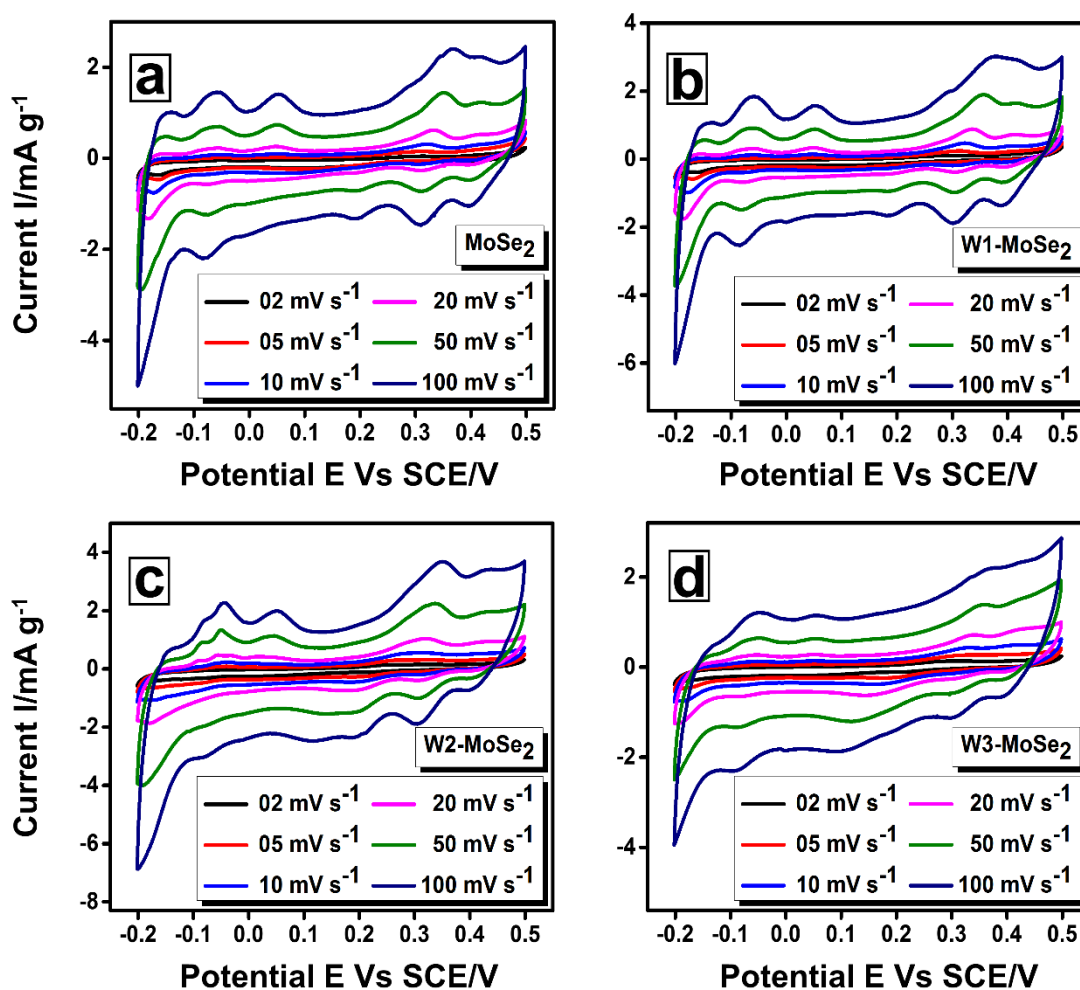 a
Current I/mA g⁻¹
2
0
-2
-4
MoSe₂
02 mV s⁻¹ 20 mV s⁻¹
05 mV s⁻¹ 50 mV s⁻¹
10 mV s⁻¹ 100 mV s⁻¹
-0.2 -0.1 0.0 0.1 0.2 0.3 0.4 0.5
Potential E Vs SCE/V
b
4
2
0
-2
-4
-6
W1-MoSe₂
02 mV s⁻¹ 20 mV s⁻¹
05 mV s⁻¹ 50 mV s⁻¹
10 mV s⁻¹ 100 mV s⁻¹
-0.2 -0.1 0.0 0.1 0.2 0.3 0.4 0.5
Potential E Vs SCE/V
c
Current I/mA g⁻¹
4
2
0
-2
-4
-6
-8
W2-MoSe₂
02 mV s⁻¹ 20 mV s⁻¹
05 mV s⁻¹ 50 mV s⁻¹
10 mV s⁻¹ 100 mV s⁻¹
-0.2 -0.1 0.0 0.1 0.2 0.3 0.4 0.5
Potential E Vs SCE/V
d
2
0
-2
-4
W3-MoSe₂
02 mV s⁻¹ 20 mV s⁻¹
05 mV s⁻¹ 50 mV s⁻¹
10 mV s⁻¹ 100 mV s⁻¹
-0.2 -0.1 0.0 0.1 0.2 0.3 0.4 0.5
Potential E Vs SCE/V